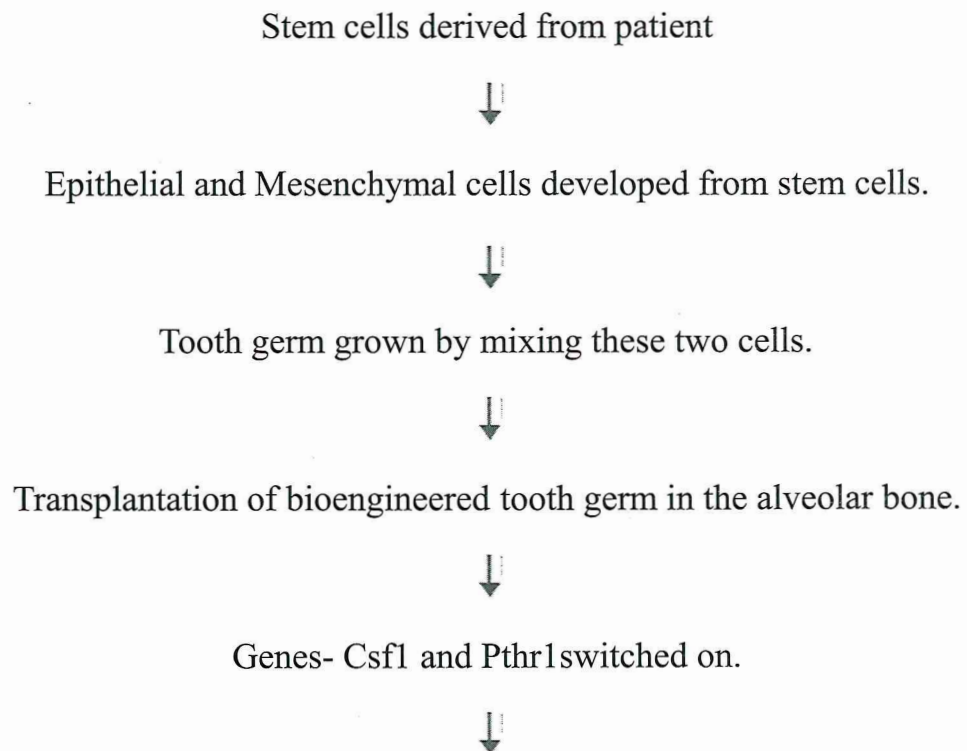 Stem cells derived from patient
Epithelial and Mesenchymal cells developed from stem cells.
Tooth germ grown by mixing these two cells.
Transplantation of bioengineered tooth germ in the alveolar bone.
Genes- Csf1 and Pthr1switched on.